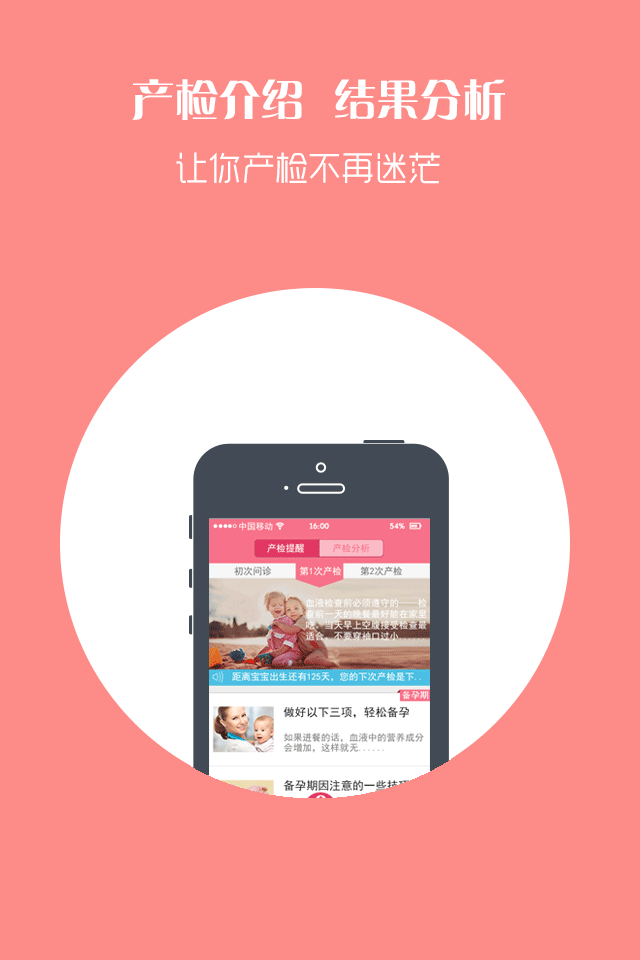 产检介绍 结果分析
让你产检不再迷茫
中国移动 16:00 54%
产检提醒 产检分析
初次问诊 第1次产检 第2次产检
血液检查前必须遵守的——检
查前一天的晚餐最好能在家里
吃。当天早上空腹接受检查最
适合，不要穿袖口过小......
距离宝宝出生还有125天，您的下次产检是下..
备孕期
做好以下三项，轻松备孕
如果进餐的话，血液中的营养成分
会增加，这样就无......
备孕期因注意的一些技巧